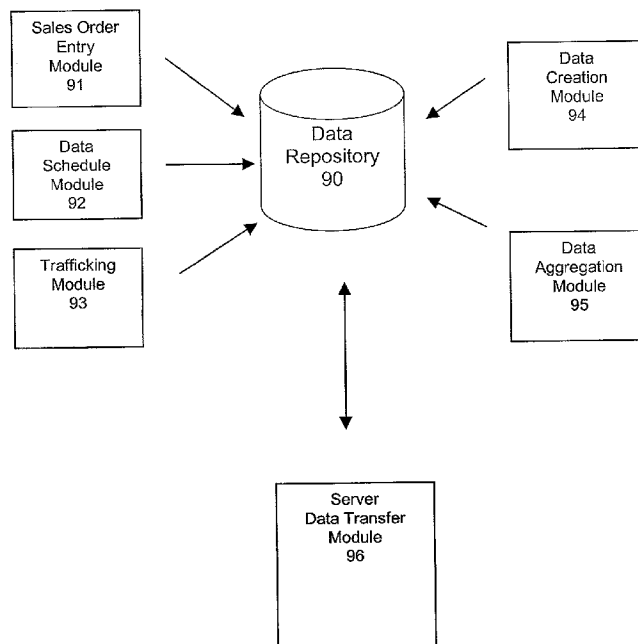 Sales Order
Entry
Module
91
Data
Schedule
Module
92
Trafficking
Module
93
Data
Repository
90
Data
Creation
Module
94
Data
Aggregation
Module
95
Server
Data Transfer
Module
96